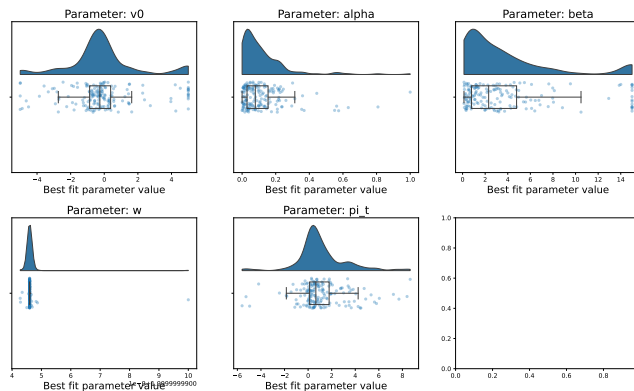 Parameter: v0
Parameter: alpha
Parameter: beta
−4 −2 0 2 4
0.0 0.2 0.4 0.6 0.8 1.0
0 2 4 6 8 10 12 14
Best fit parameter value
Best fit parameter value
Best fit parameter value
Parameter: w
Parameter: pi_t
1.0
0.8
0.6
0.4
0.2
0.0
4 5 6 7 8 9 10
−6 −4 −2 0 2 4 6 8
0.0 0.2 0.4 0.6 0.8
Best fit parameter value
Best fit parameter value